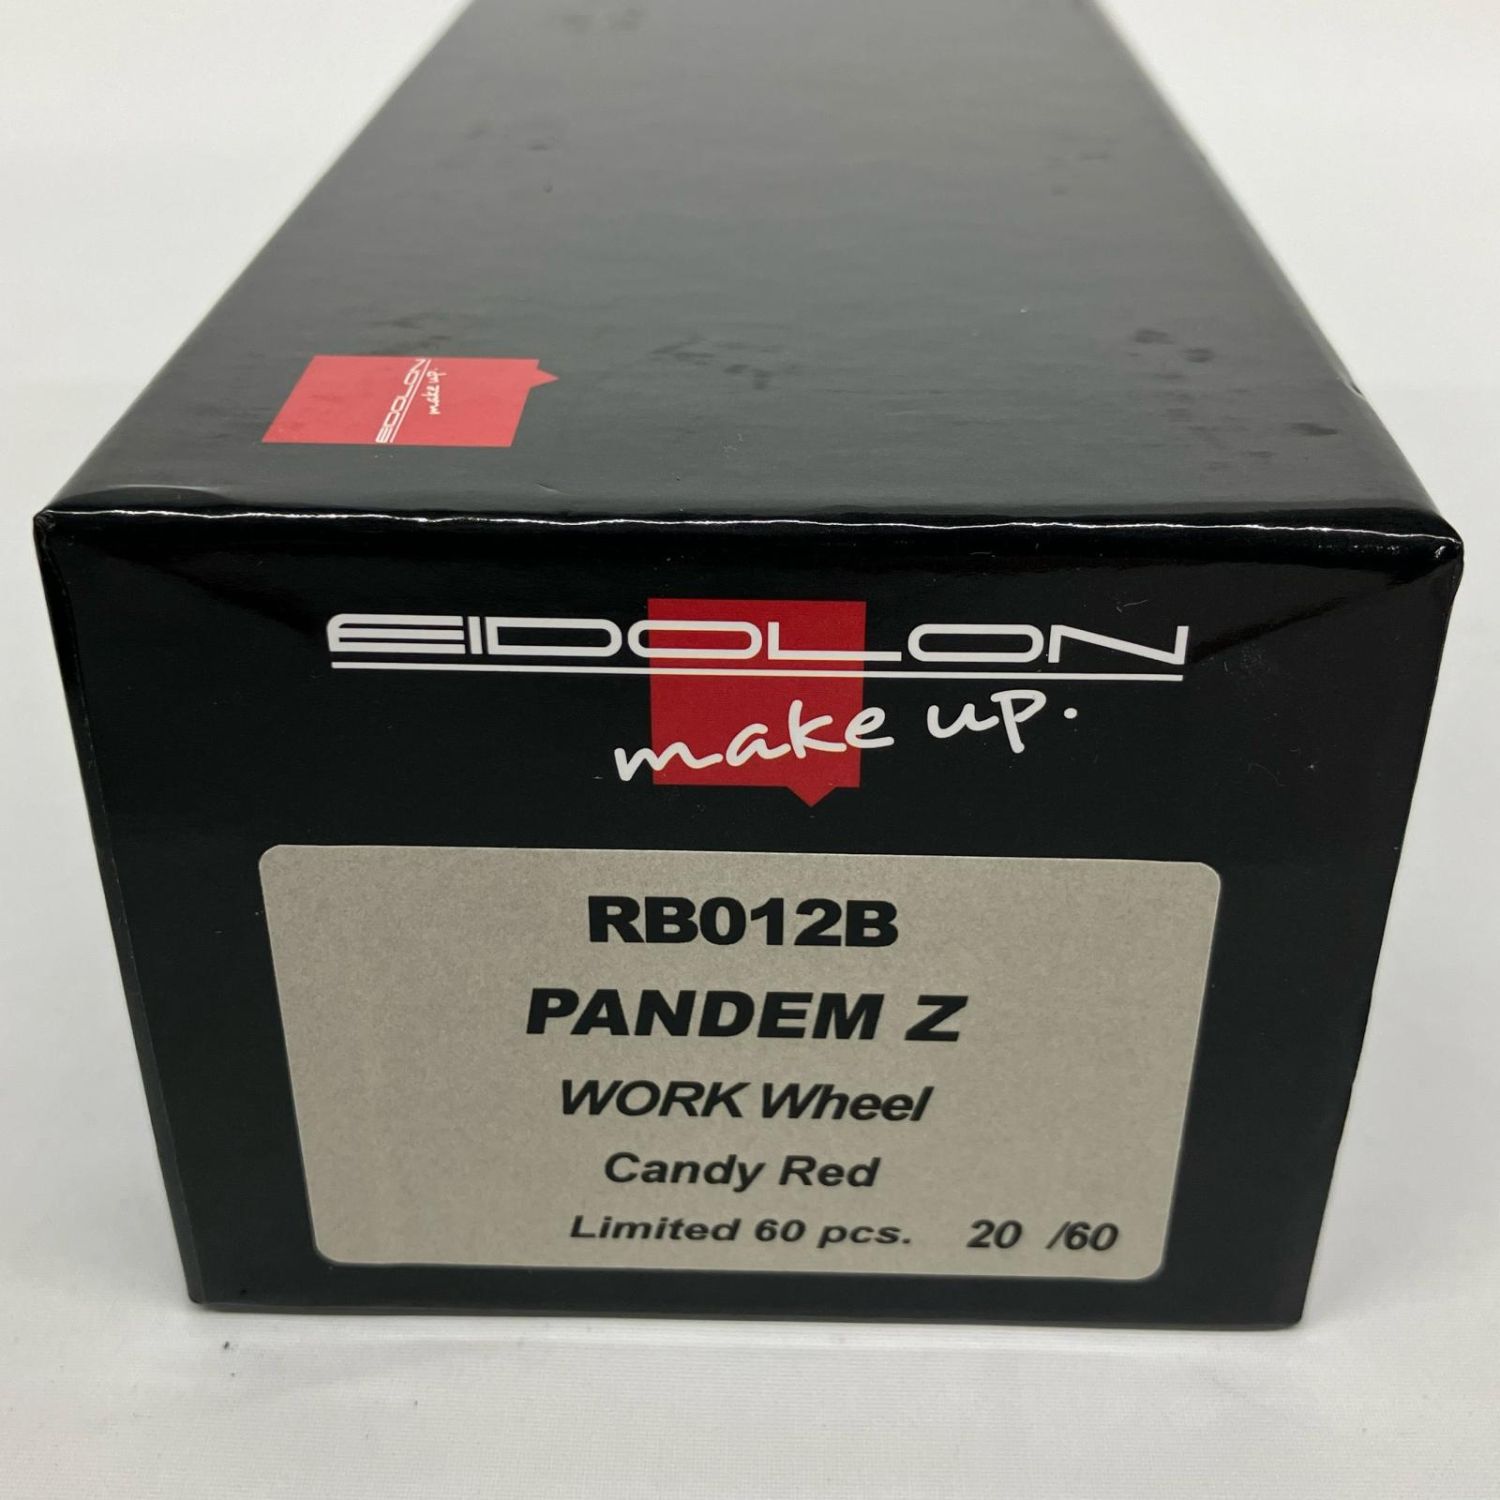 EIDOLON
make up.
EIDOLON
make up.
RB012B
PANDEM Z
WORK Wheel
Candy Red
Limited 60 pcs. 20 /60